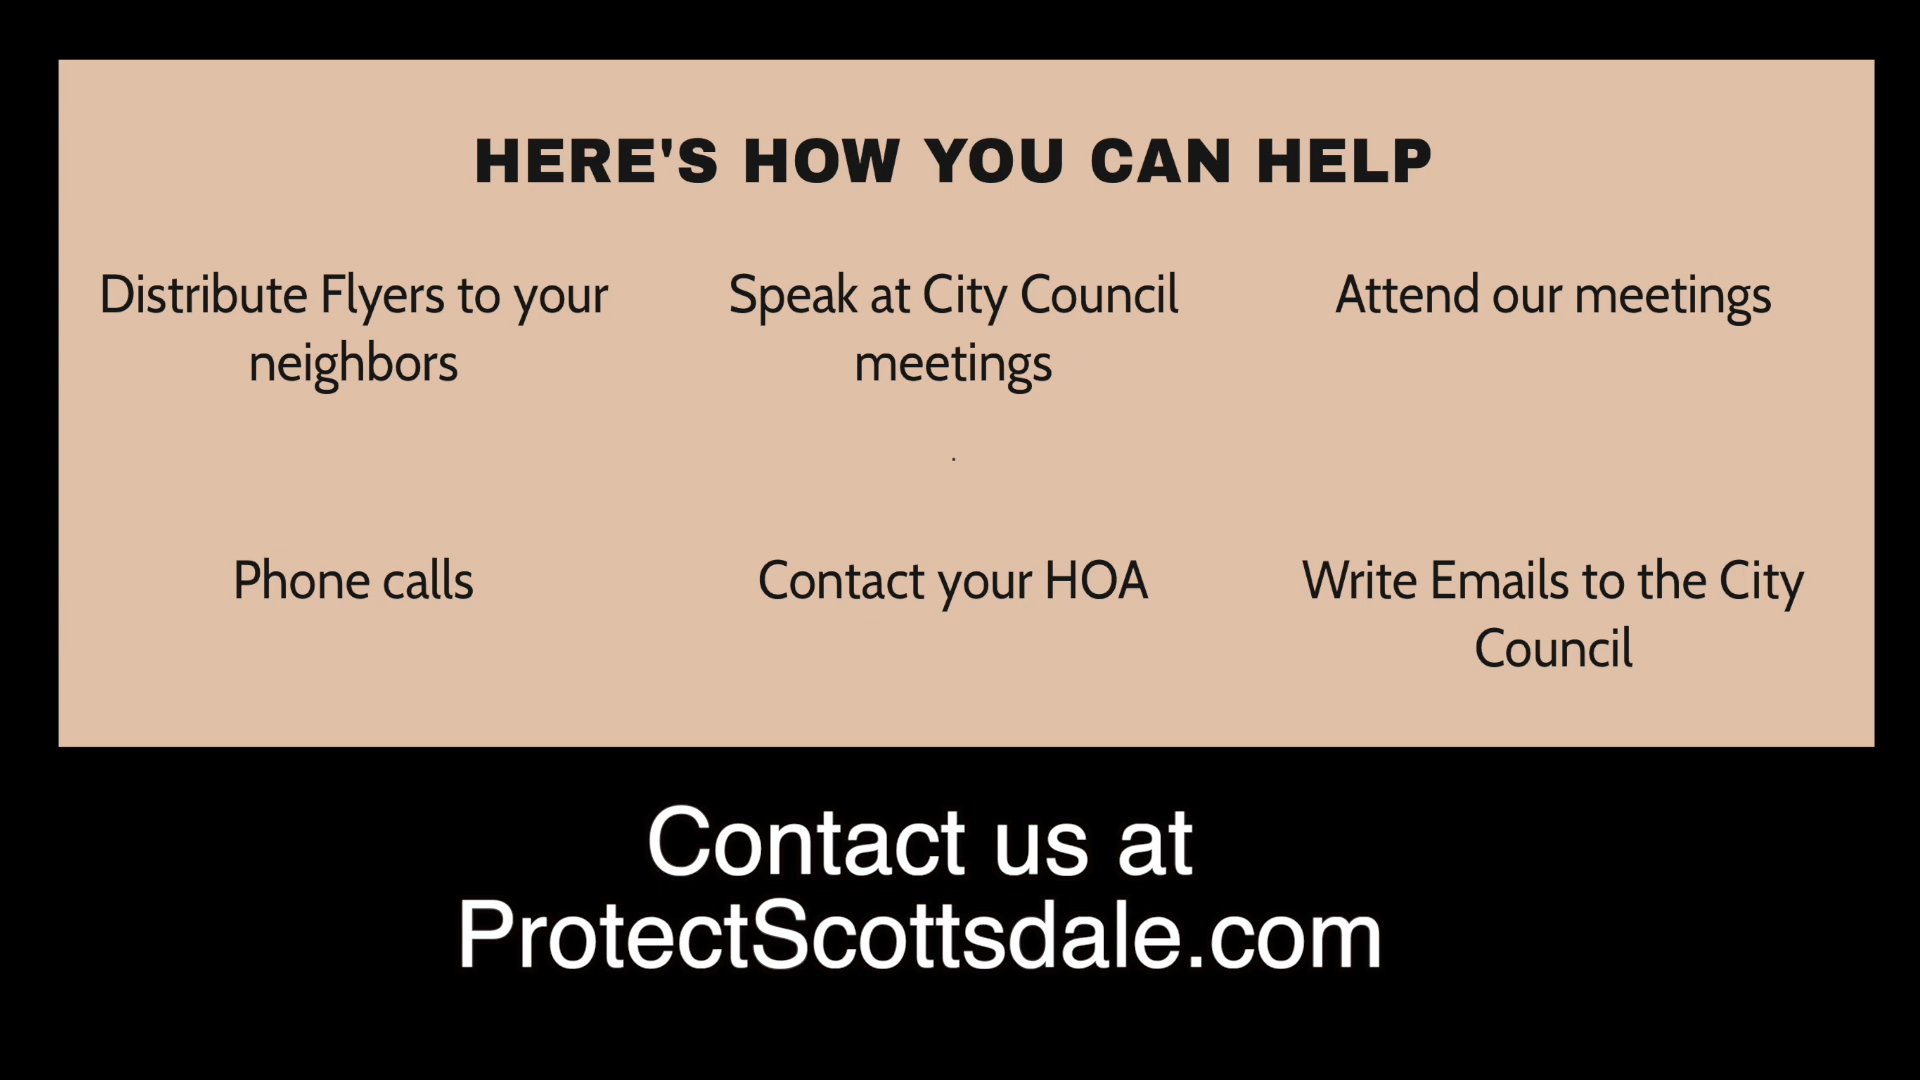 HERE'S HOW YOU CAN HELP
Distribute Flyers to your
neighbors
Speak at City Council
meetings
.
Attend our meetings
Phone calls
Contact your HOA
Write Emails to the City
Council
Contact us at
ProtectScottsdale.com